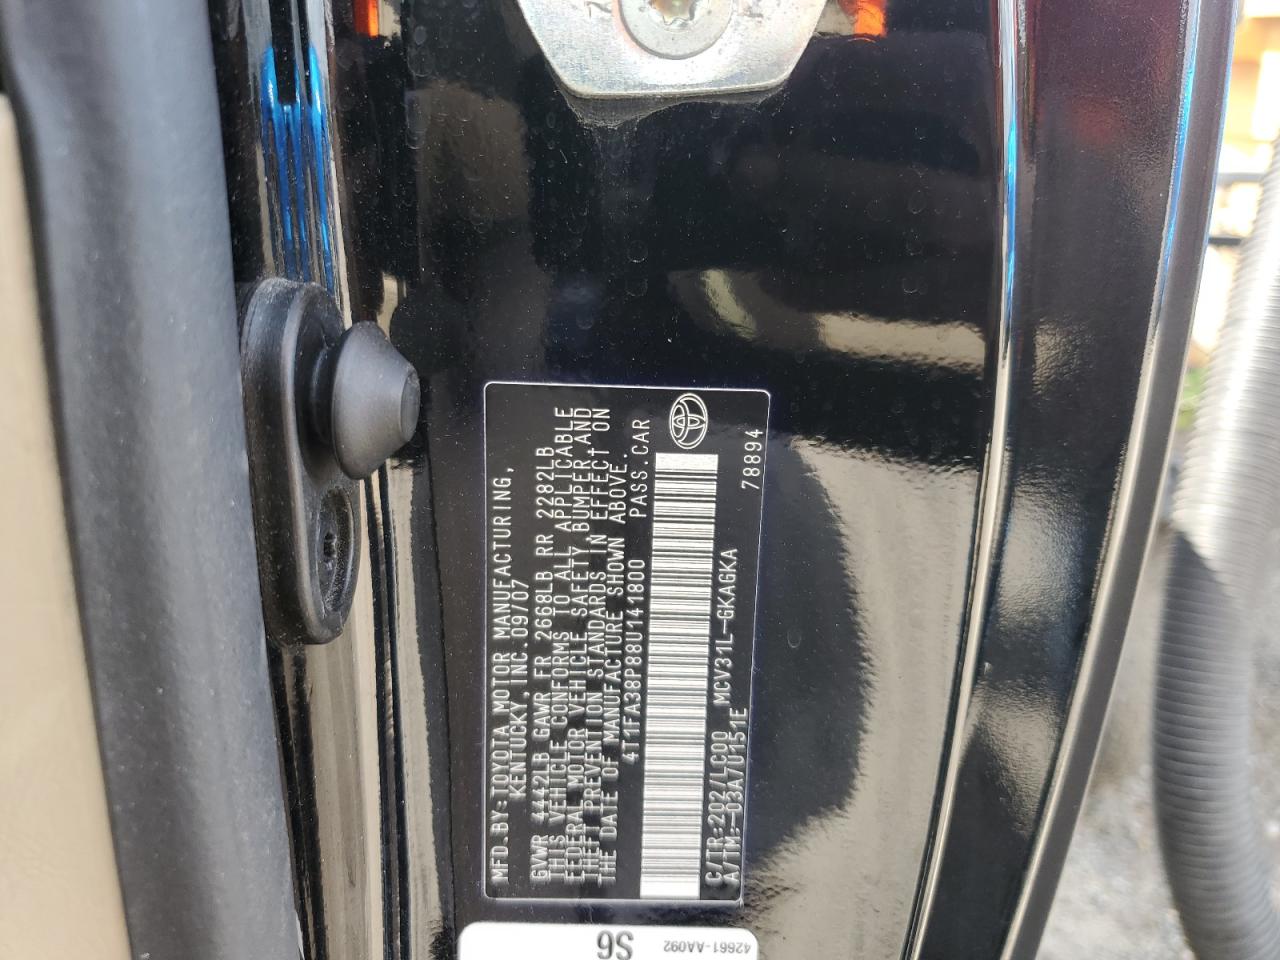 MFD.BY:TOYOTA MOTOR MANUFACTURING,
KENTUCKY, INC.09/07
GVWR 4442LB GAWR FR 2668LB RR 2282LB
THIS VEHICLE CONFORMS TO ALL APPLICABLE
FEDERAL MOTOR VEHICLE SAFETY,BUMPER,AND
THEFT PREVENTION STANDARDS IN EFFECT ON
THE DATE OF MANUFACTURE SHOWN ABOVE.
4T1FA38P88U141800 PASS.CAR
C/TR:202/LC00 MCV31L-GKAGKA
A/TM:-03A/U151E 78894
S6
42661-AA092